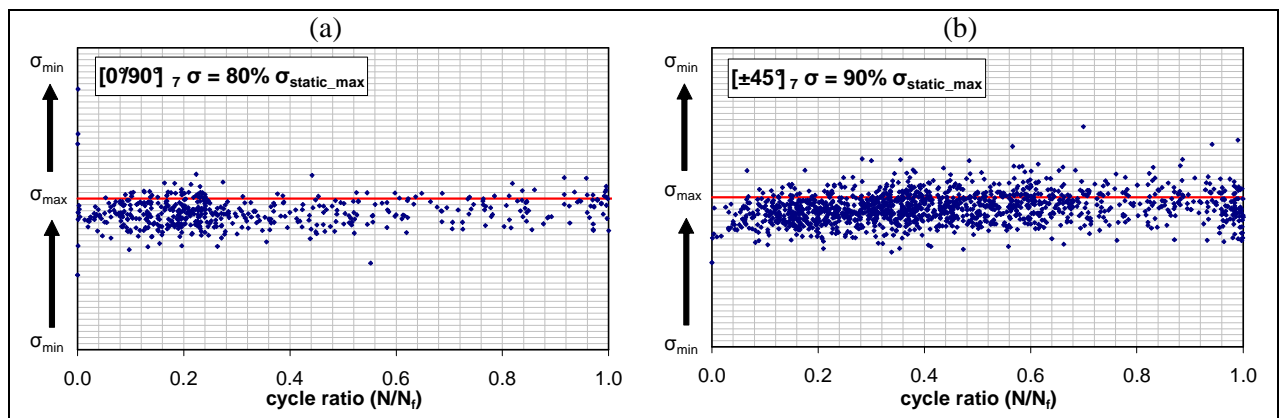 (a)
σmin
[0°/90°] 7 σ = 80% σstatic_max
σmax
σmin
0.0 0.2 0.4 0.6 0.8 1.0
cycle ratio (N/Nf)
(b)
σmin
[±45°] 7 σ = 90% σstatic_max
σmax
σmin
0.0 0.2 0.4 0.6 0.8 1.0
cycle ratio (N/Nf)